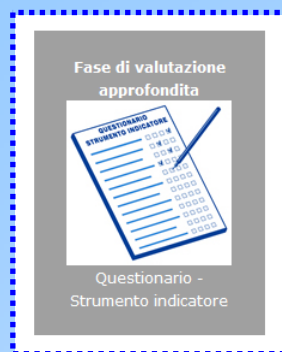 Fase di valutazione
approfondita
QUESTIONARIO
STRUMENTO INDICATORE
Questionario -
Strumento indicatore